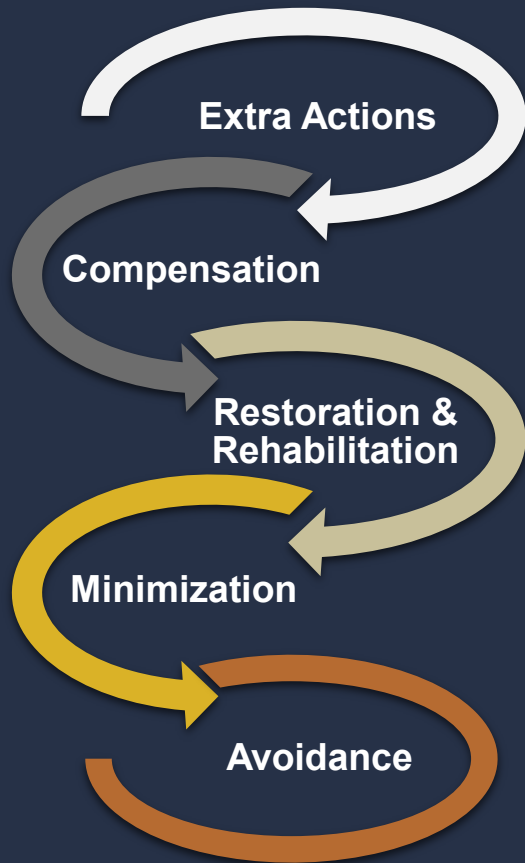 Extra Actions
Compensation
Restoration &
Rehabilitation
Minimization
Avoidance